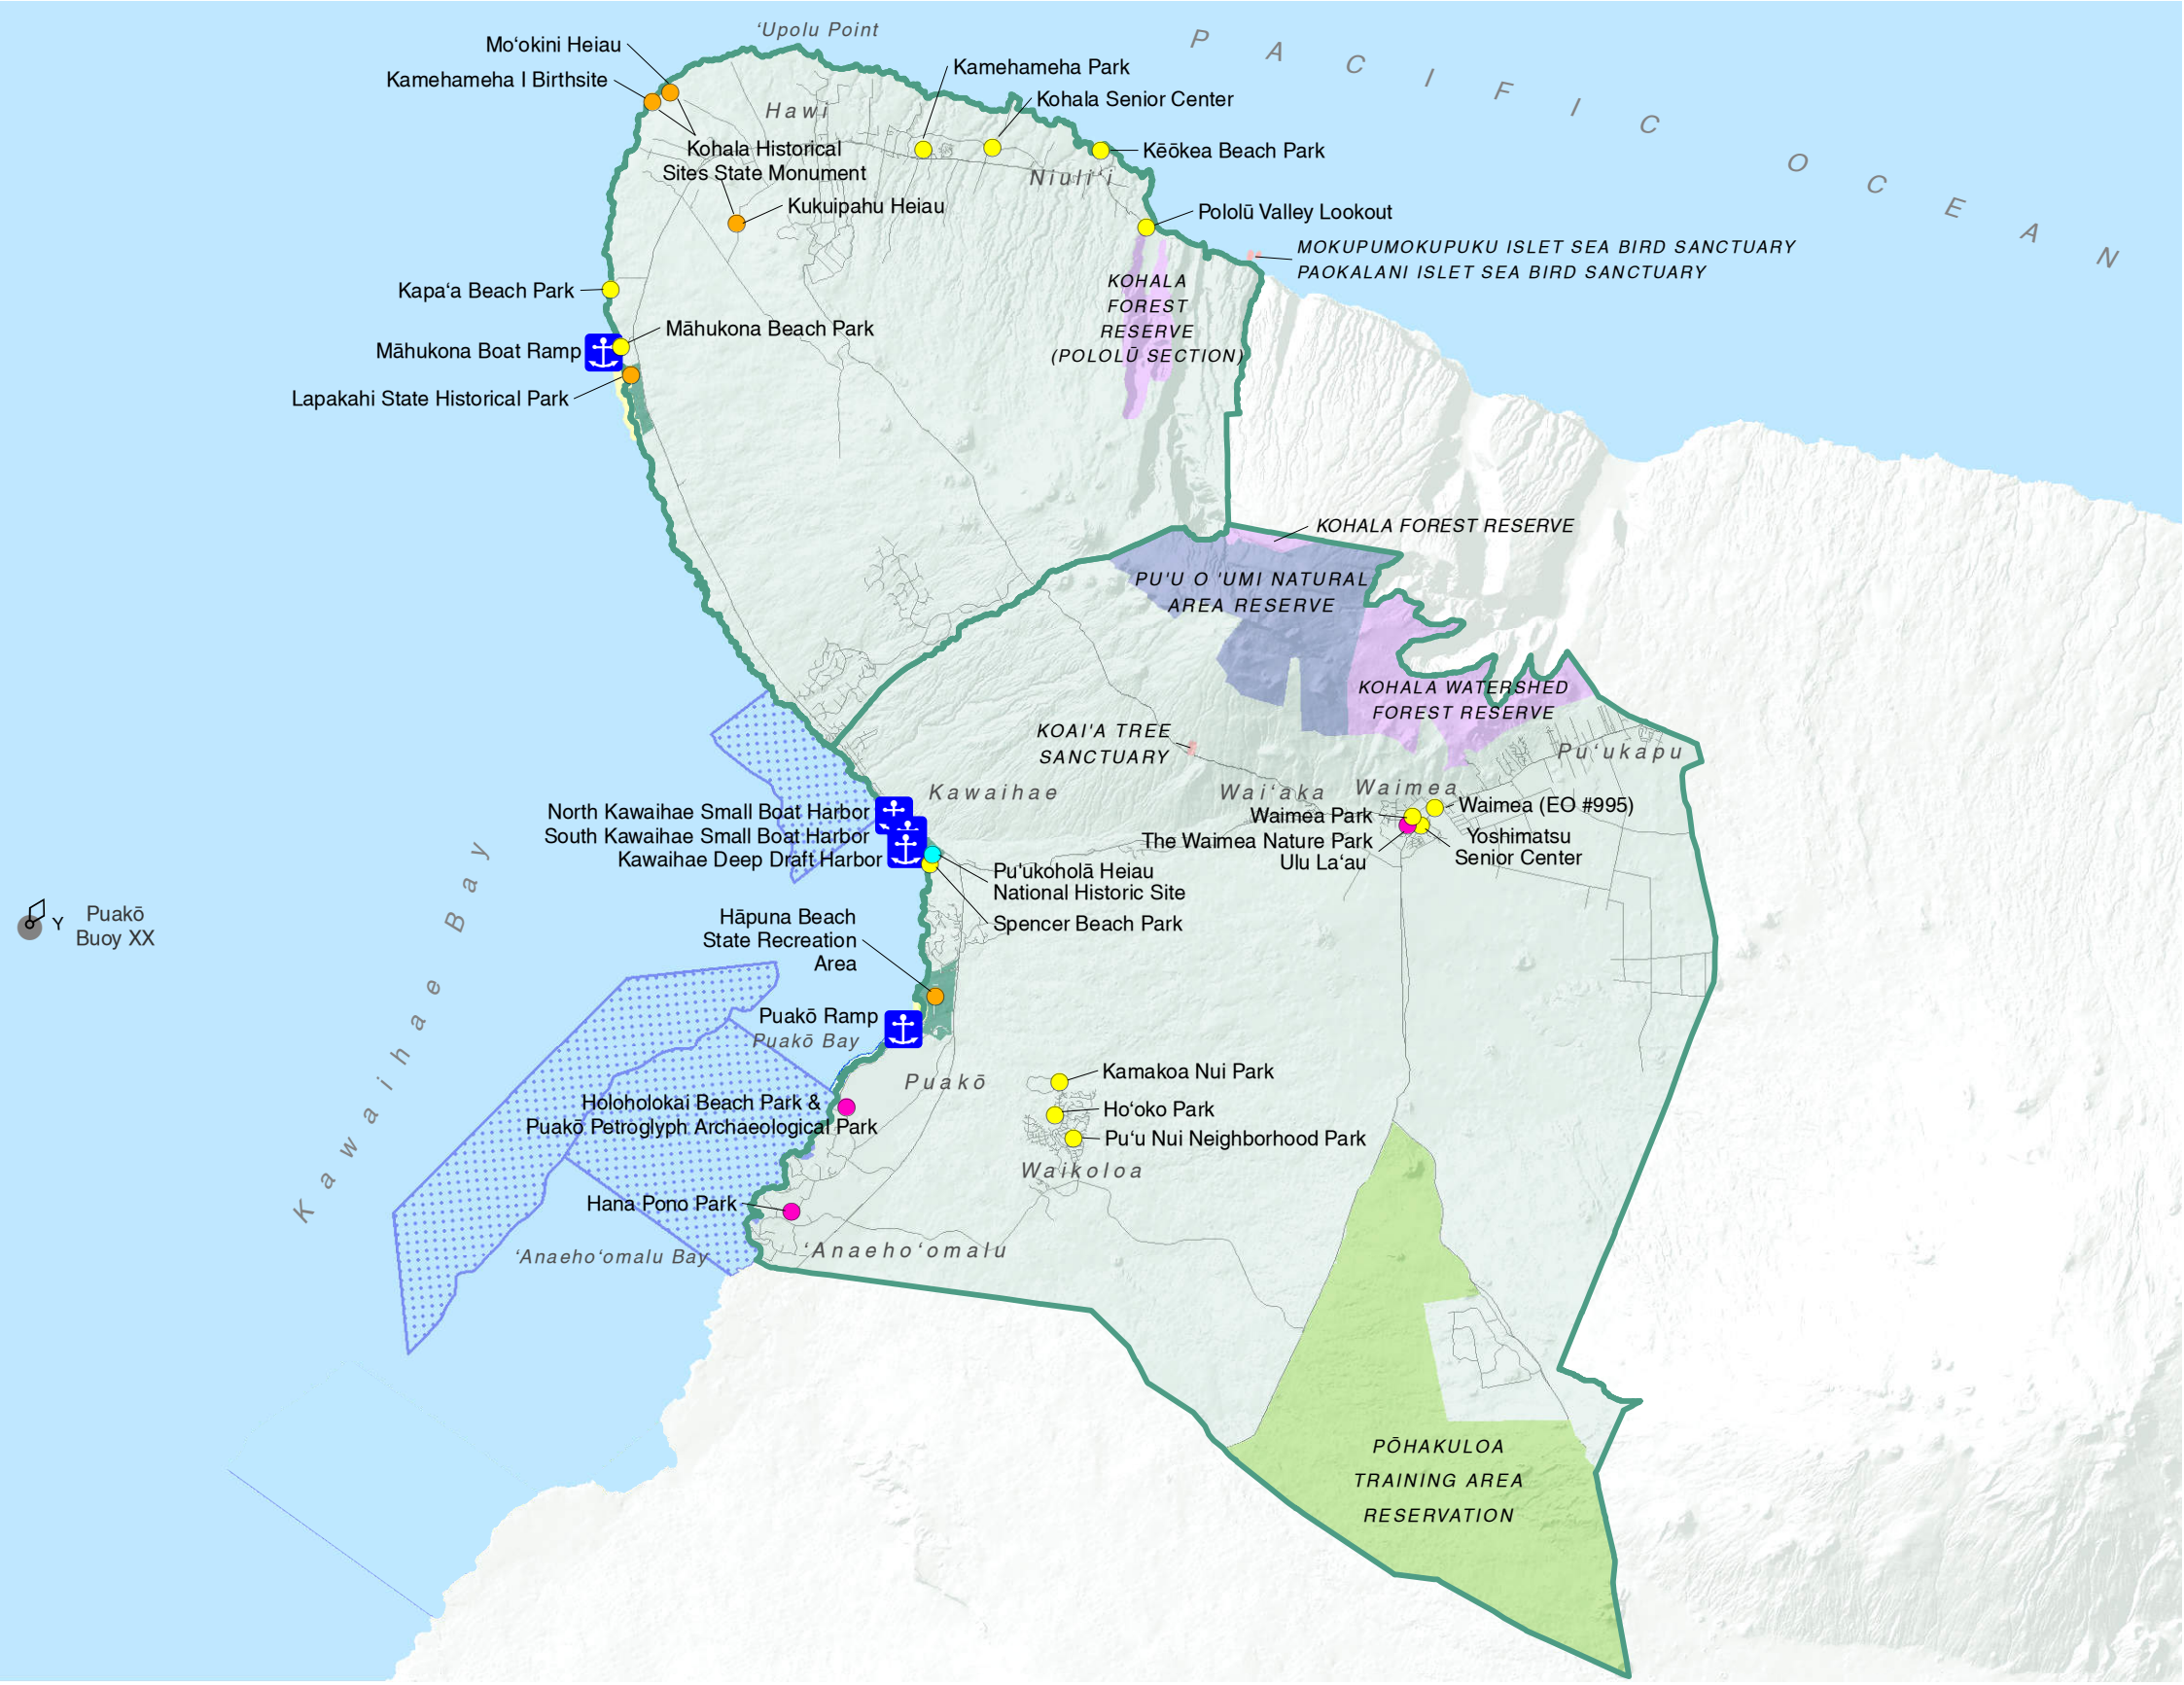 ʻUpolu Point
PACIFIC OCEAN
Moʻokini Heiau
Kamehameha I Birthsite
Kamehameha Park
Kohala Senior Center
Hawi
Kohala Historical
Sites State Monument
Kēōkea Beach Park
Niuliʻi
Kukuipahu Heiau
Pololū Valley Lookout
MOKUPUMOKUPUKU ISLET SEA BIRD SANCTUARY
PAOKALANI ISLET SEA BIRD SANCTUARY
KOHALA
FOREST
RESERVE
(POLOLŪ SECTION)
Kapaʻa Beach Park
Māhukona Beach Park
Māhukona Boat Ramp
Lapakahi State Historical Park
KOHALA FOREST RESERVE
PU'U O 'UMI NATURAL
AREA RESERVE
KOHALA WATERSHED
FOREST RESERVE
KOAI'A TREE
SANCTUARY
Puʻukapu
Kawaihae
Waiʻaka
Waimea
North Kawaihae Small Boat Harbor
South Kawaihae Small Boat Harbor
Kawaihae Deep Draft Harbor
Waimea (EO #995)
Waimea Park
The Waimea Nature Park
Ulu Laʻau
Yoshimatsu
Senior Center
Pu'ukoholā Heiau
National Historic Site
Spencer Beach Park
Kawaihae Bay
Y
Puakō
Buoy XX
Hāpuna Beach
State Recreation
Area
Puakō Ramp
Puakō Bay
Puakō
Kamakoa Nui Park
Hoʻoko Park
Puʻu Nui Neighborhood Park
Waikoloa
Holoholokai Beach Park &
Puakō Petroglyph Archaeological Park
Hana Pono Park
ʻAnaehoʻomalu Bay
ʻAnaehoʻomalu
PŌHAKULOA
TRAINING AREA
RESERVATION